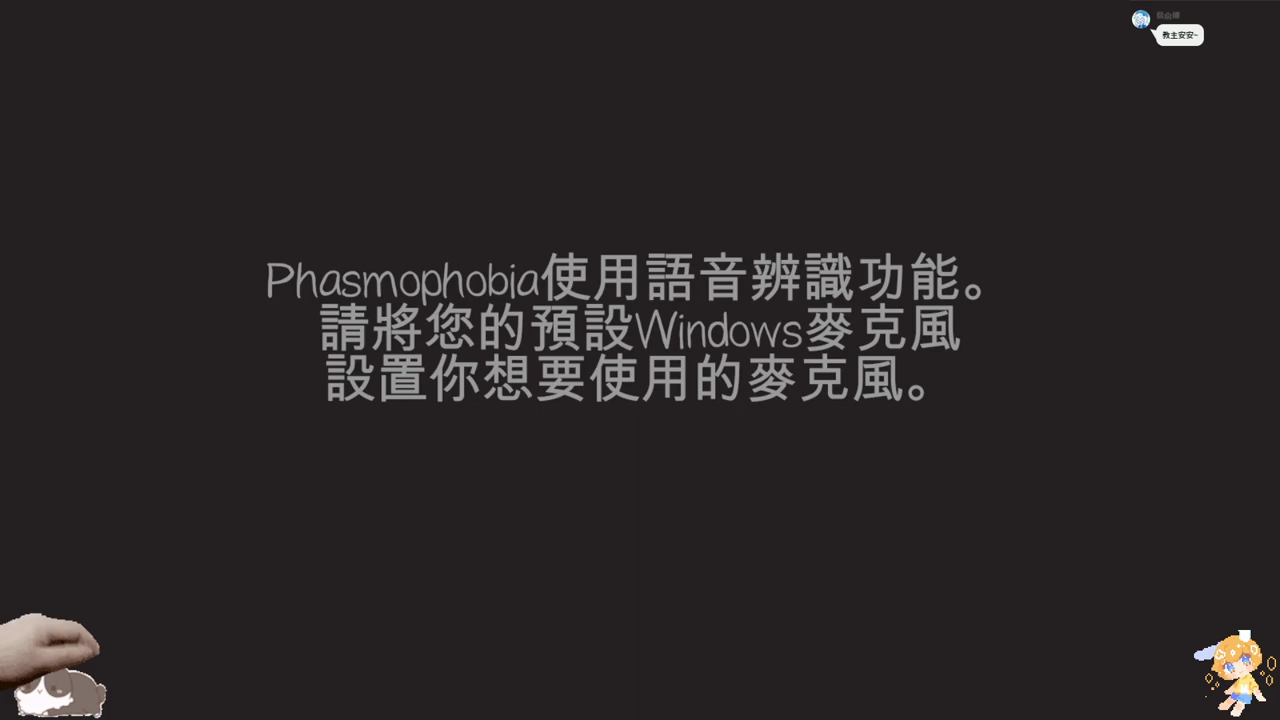 教主安安~
Phasmophobia使用語音辨識功能。
請將您的預設Windows麥克風
設置你想要使用的麥克風。